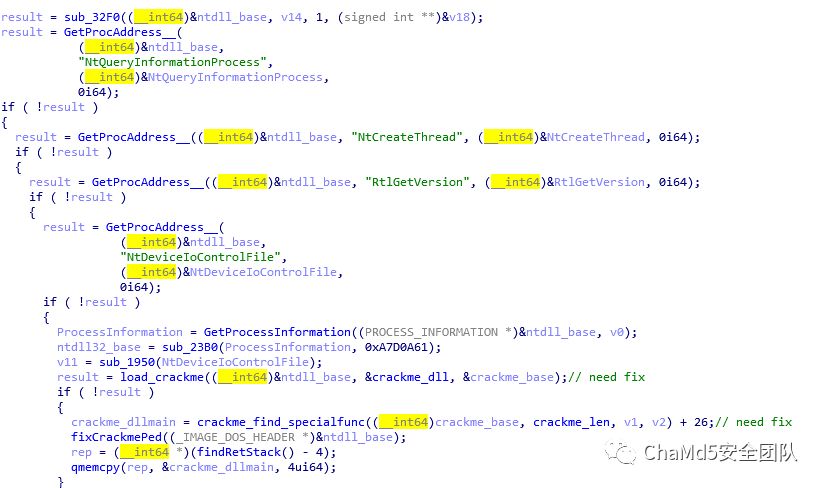 result = sub_32F0((__int64)&ntdll_base, v14, 1, (signed int **)&v18);
result = GetProcAddress__(
(__int64)&ntdll_base,
"NtQueryInformationProcess",
(__int64)&NtQueryInformationProcess,
0i64);
if ( !result )
{
result = GetProcAddress__((__int64)&ntdll_base, "NtCreateThread", (__int64)&NtCreateThread, 0i64);
if ( !result )
{
result = GetProcAddress__((__int64)&ntdll_base, "RtlGetVersion", (__int64)&RtlGetVersion, 0i64);
if ( !result )
{
result = GetProcAddress__(
(__int64)&ntdll_base,
"NtDeviceIoControlFile",
(__int64)&NtDeviceIoControlFile,
0i64);
if ( !result )
{
ProcessInformation = GetProcessInformation((PROCESS_INFORMATION *)&ntdll_base, v0);
ntdll32_base = sub_23B0(ProcessInformation, 0xA7D0A61);
v11 = sub_1950(NtDeviceIoControlFile);
result = load_crackme((__int64)&ntdll_base, &crackme_dll, &crackme_base);// need fix
if ( !result )
{
crackme_dllmain = crackme_find_specialfunc((__int64)crackme_base, crackme_len, v1, v2) + 26;// need fix
fixCrackmePed((_IMAGE_DOS_HEADER *)&ntdll_base);
rep = (__int64 *)(findRetStack() - 4);
qmemcpy(rep, &crackme_dllmain, 4ui64);
}
ChaMd5安全团队